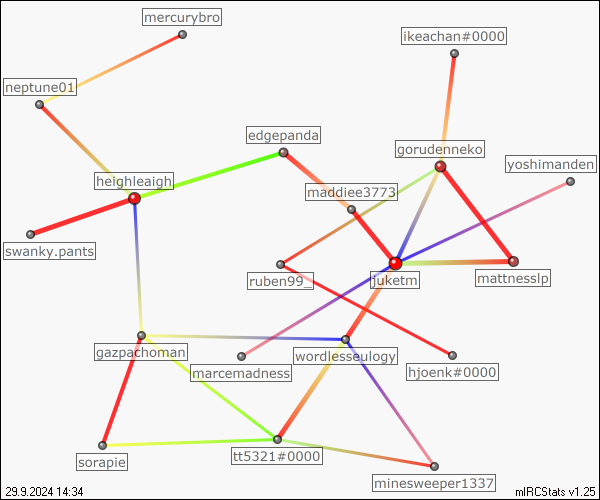 mercurybro
ikeachan#0000
neptune01
edgepanda
gorudenneko
yoshimanden
heighleaigh
maddiee3773
swanky.pants
ruben99_
juketm
mattnesslp
gazpachoman
wordlesseulogy
marcemadness
hjoenk#0000
sorapie
tt5321#0000
minesweeper1337
29.9.2024 14:34
mIRCStats v1.25